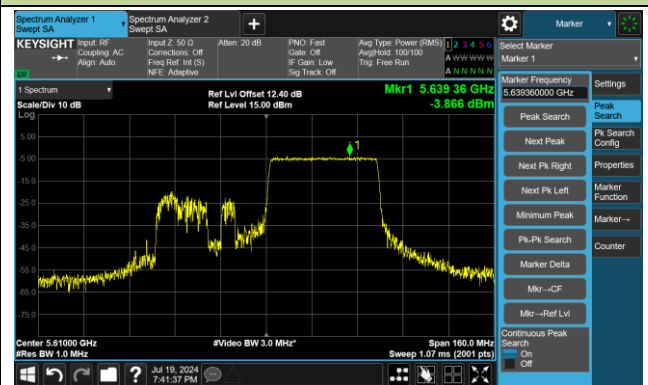 Spectrum Analyzer 1
Swept SA
Spectrum Analyzer 2
Swept SA
+
Marker
KEYSIGHT
Input: RF
Coupling: AC
Align: Auto
Input Z: 50 Ω
Corrections: Off
Freq Ref: Int (S)
NFE: Adaptive
Atten: 20 dB
PNO: Fast
Gate: Off
IF Gain: Low
Sig Track: Off
Avg Type: Power (RMS)
Avg|Hold: 100/100
Trig: Free Run
1 2 3 4 5 6
A W W W W W
A N N N N N
Select Marker
Marker 1
1 Spectrum
Scale/Div 10 dB
Log
Ref Lvl Offset 12.40 dB
Ref Level 15.00 dBm
Mkr1 5.639 36 GHz
-3.866 dBm
5.00
-5.00
-15.0
-25.0
-35.0
-45.0
-55.0
-65.0
-75.0
1
Center 5.61000 GHz
#Res BW 1.0 MHz
#Video BW 3.0 MHz*
Span 160.0 MHz
Sweep 1.07 ms (2001 pts)
Marker Frequency
5.639360000 GHz
Peak Search
Next Peak
Next Pk Right
Next Pk Left
Minimum Peak
Pk-Pk Search
Marker Delta
Mkr→CF
Mkr→Ref Lvl
Continuous Peak
Search
On
Off
Settings
Peak
Search
Pk Search
Config
Properties
Marker
Function
Marker→
Counter
?
Jul 19, 2024
7:41:37 PM